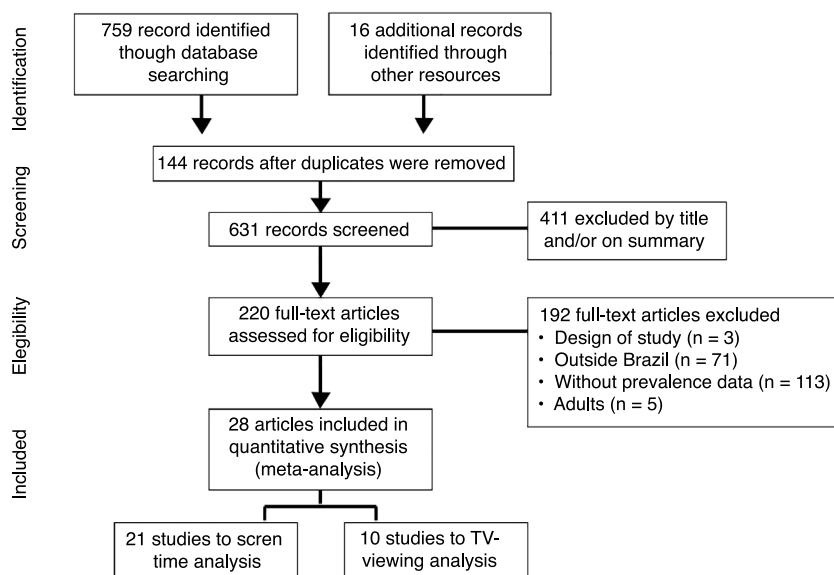 Identification
759 record identified
though database
searching
16 additional records
identified through
other resources
Screening
144 records after duplicates were removed
631 records screened
411 excluded by title
and/or on summary
Elegibility
220 full-text articles
assessed for eligibility
192 full-text articles excluded
• Design of study (n = 3)
• Outside Brazil (n = 71)
• Without prevalence data (n = 113)
• Adults (n = 5)
Included
28 articles included in
quantitative synthesis
(meta-analysis)
21 studies to scren
time analysis
10 studies to TV-
viewing analysis